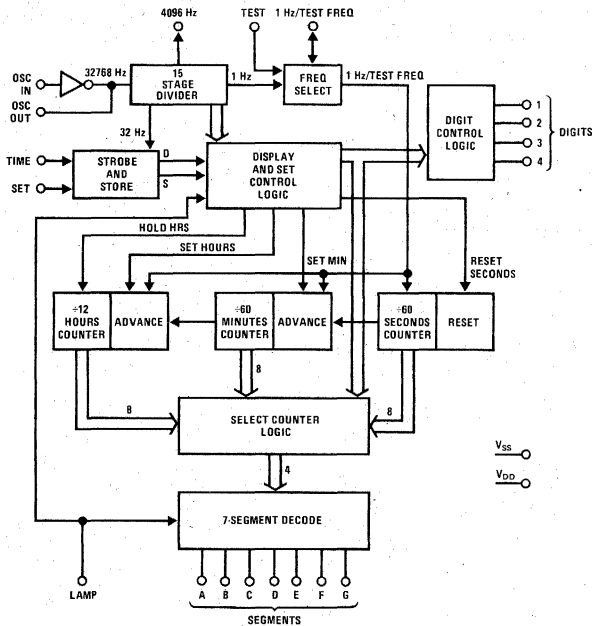 4096 Hz
TEST
1 Hz/TEST FREQ
OSC
IN
32768 Hz
15
STAGE
DIVIDER
1 Hz
FREQ
SELECT
1 Hz/TEST FREQ
OSC
OUT
32 Hz
DIGIT
CONTROL
LOGIC
1
2
3
4
DIGITS
TIME
SET
STROBE
AND
STORE
D
S
DISPLAY
AND SET
CONTROL
LOGIC
HOLD HRS
SET HOURS
SET MIN
RESET
SECONDS
÷12
HOURS
COUNTER
ADVANCE
÷60
MINUTES
COUNTER
ADVANCE
÷60
SECONDS
COUNTER
RESET
8
8
8
SELECT COUNTER
LOGIC
4
VSS
VDD
7-SEGMENT DECODE
LAMP
A B C D E F G
SEGMENTS